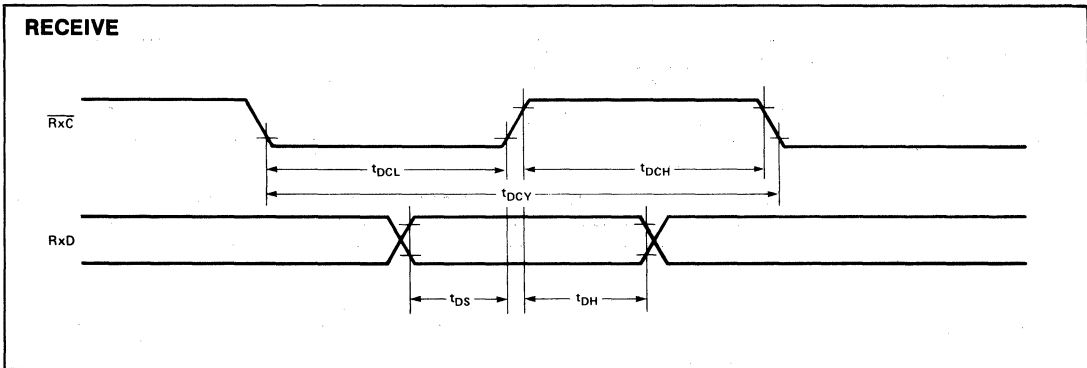 RECEIVE
RxC
tDCL
tDCH
tDCY
RxD
tDS
tDH